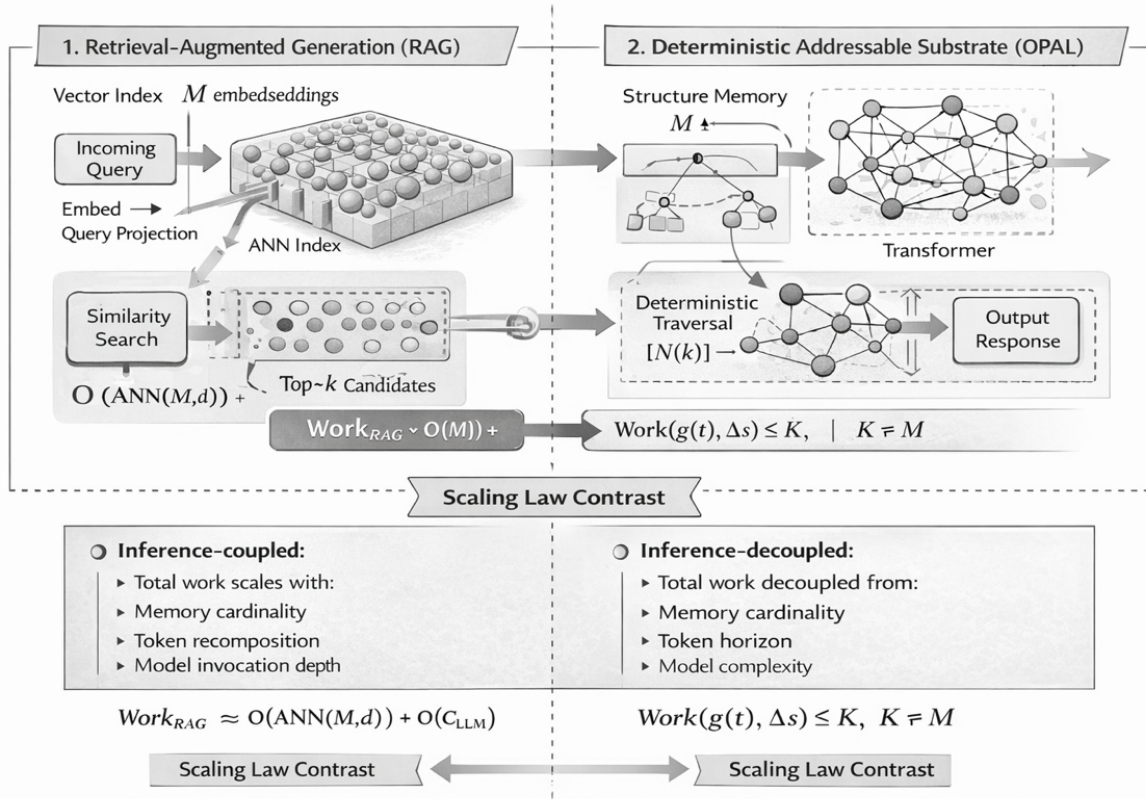 1. Retrieval-Augmented Generation (RAG)
Vector Index M embedseddings
Incoming
Query
Embed →
Query Projection
ANN Index
Similarity
Search
Top~k Candidates
O (ANN(M,d)) +
Work_RAG ˇ O(M)) +
2. Deterministic Addressable Substrate (OPAL)
Structure Memory
M
Transformer
Deterministic
Traversal
[N(k)] →
Output
Response
Work(g(t), Δs) ≤ K, | K ≓ M
Scaling Law Contrast
Inference-coupled:
▸ Total work scales with:
▸ Memory cardinality
▸ Token recomposition
▸ Model invocation depth
Work_RAG ≈ O(ANN(M,d)) + O(C_LLM)
Inference-decoupled:
▸ Total work decoupled from:
▸ Memory cardinality
▸ Token horizon
▸ Model complexity
Work(g(t), Δs) ≤ K, K ≓ M
Scaling Law Contrast
Scaling Law Contrast